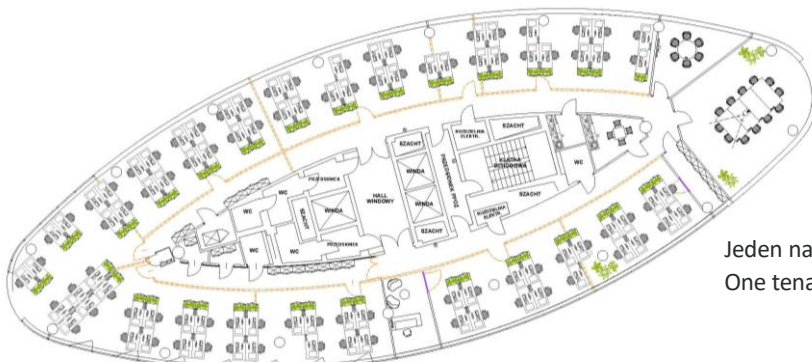 SZACHT
ROZDZIELNIA
ELEKTR.
SZACHT
KLATKA
SCHODOWA
WC
WINDA
PRZEDSIONEK PPOŻ
HALL
WINDOWY
WINDA
SZACHT
SZACHT
ROZDZIELNIA
ELEKTR.
PRZEDSIONEK
WC
WC
SZACHT
WINDA
WC
WC
PRZEDSIONEK
Jeden na
One tena